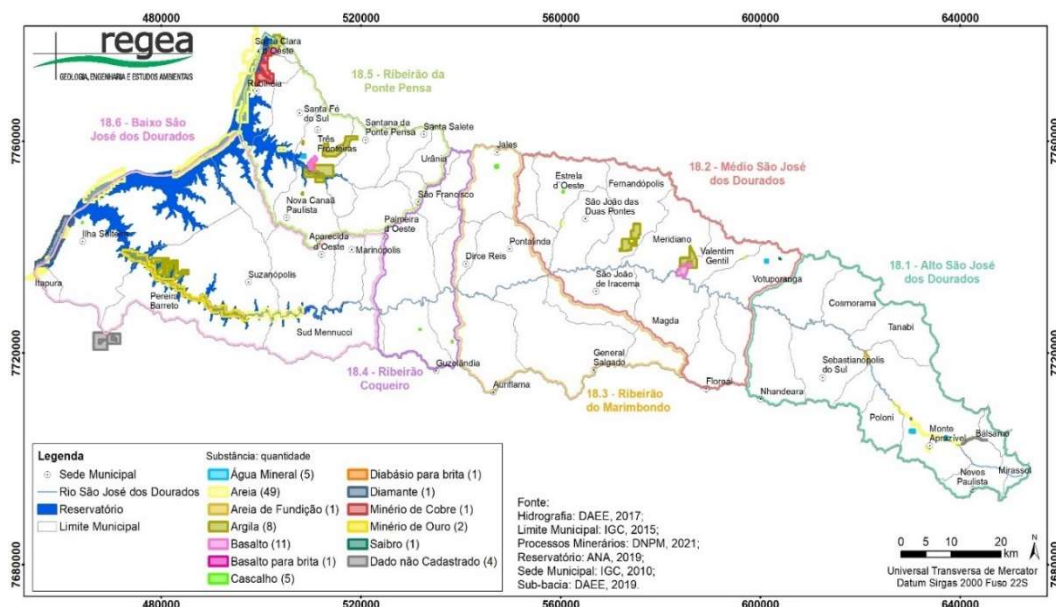 480000 520000 560000 600000 640000
regea
GEOLOGIA, ENGENHARIA E ESTUDOS AMBIENTAIS
Santa Clara
d´Oeste
Rubinéia
18.5 - Ribeirão da
Ponte Pensa
Santa Fé
do Sul
Santana da
Ponte Pensa
Santa Salete
Três
Fronteiras
Urânia
Jales
18.6 - Baixo São
José dos Dourados
7760000
7760000
18.2 - Médio São José
dos Dourados
Estrela
d´Oeste
Fernandópolis
São João das
Duas Pontes
Nova Canaã
Paulista
São Francisco
Palmeira
d´Oeste
Aparecida
d´Oeste
Marinópolis
Pontalinda
Dirce Reis
Meridiano
Valentim
Gentil
Votuporanga
Ilha Solteira
Itapura
Suzanópolis
Pereira
Barreto
São João
de Iracema
18.1 - Alto São José
dos Dourados
Cosmorama
Tanabi
Sud Mennucci
Magda
7720000
7720000
18.4 - Ribeirão
Coqueiro
Guzolândia
General
Salgado
Auriflama
18.3 - Ribeirão
do Marimbondo
Floreal
Nhandeara
Sebastianópolis
do Sul
Poloni
Monte
Aprazível
Bálsamo
Neves
Paulista
Mirassol
Legenda
Sede Municipal
Rio São José dos Dourados
Reservatório
Limite Municipal
Substância: quantidade
Água Mineral (5)
Areia (49)
Areia de Fundição (1)
Argila (8)
Basalto (11)
Basalto para brita (1)
Cascalho (5)
Diabásio para brita (1)
Diamante (1)
Minério de Cobre (1)
Minério de Ouro (2)
Saibro (1)
Dado não Cadastrado (4)
Fonte:
Hidrografia: DAEE, 2017;
Limite Municipal: IGC, 2015;
Processos Minerários: DNPM, 2021;
Reservatório: ANA, 2019;
Sede Municipal: IGC, 2010;
Sub-bacia: DAEE, 2019.
0 5 10 20
km
N
Universal Transversa de Mercator
Datum Sirgas 2000 Fuso 22S
7680000
7680000
480000 520000 560000 600000 640000